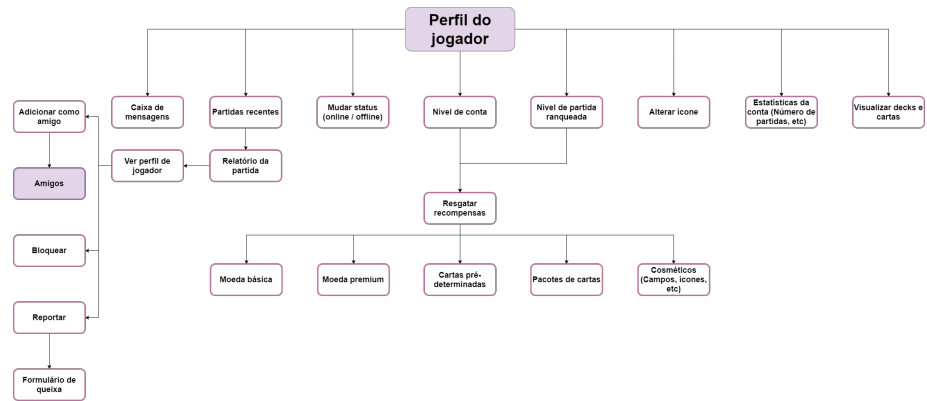 Perfil do
jogador
Caixa de
mensagens
Partidas recentes
Mudar status
(online / offline)
Nível de conta
Nível de partida
ranqueada
Alterar ícone
Estatísticas da
conta (Número de
partidas, etc)
Visualizar decks e
cartas
Adicionar como
amigo
Ver perfil de
jogador
Relatório da
partida
Amigos
Resgatar
recompensas
Bloquear
Moeda básica
Moeda premium
Cartas pré-
determinadas
Pacotes de cartas
Cosméticos
(Campos, ícones,
etc)
Reportar
Formulário de
queixa